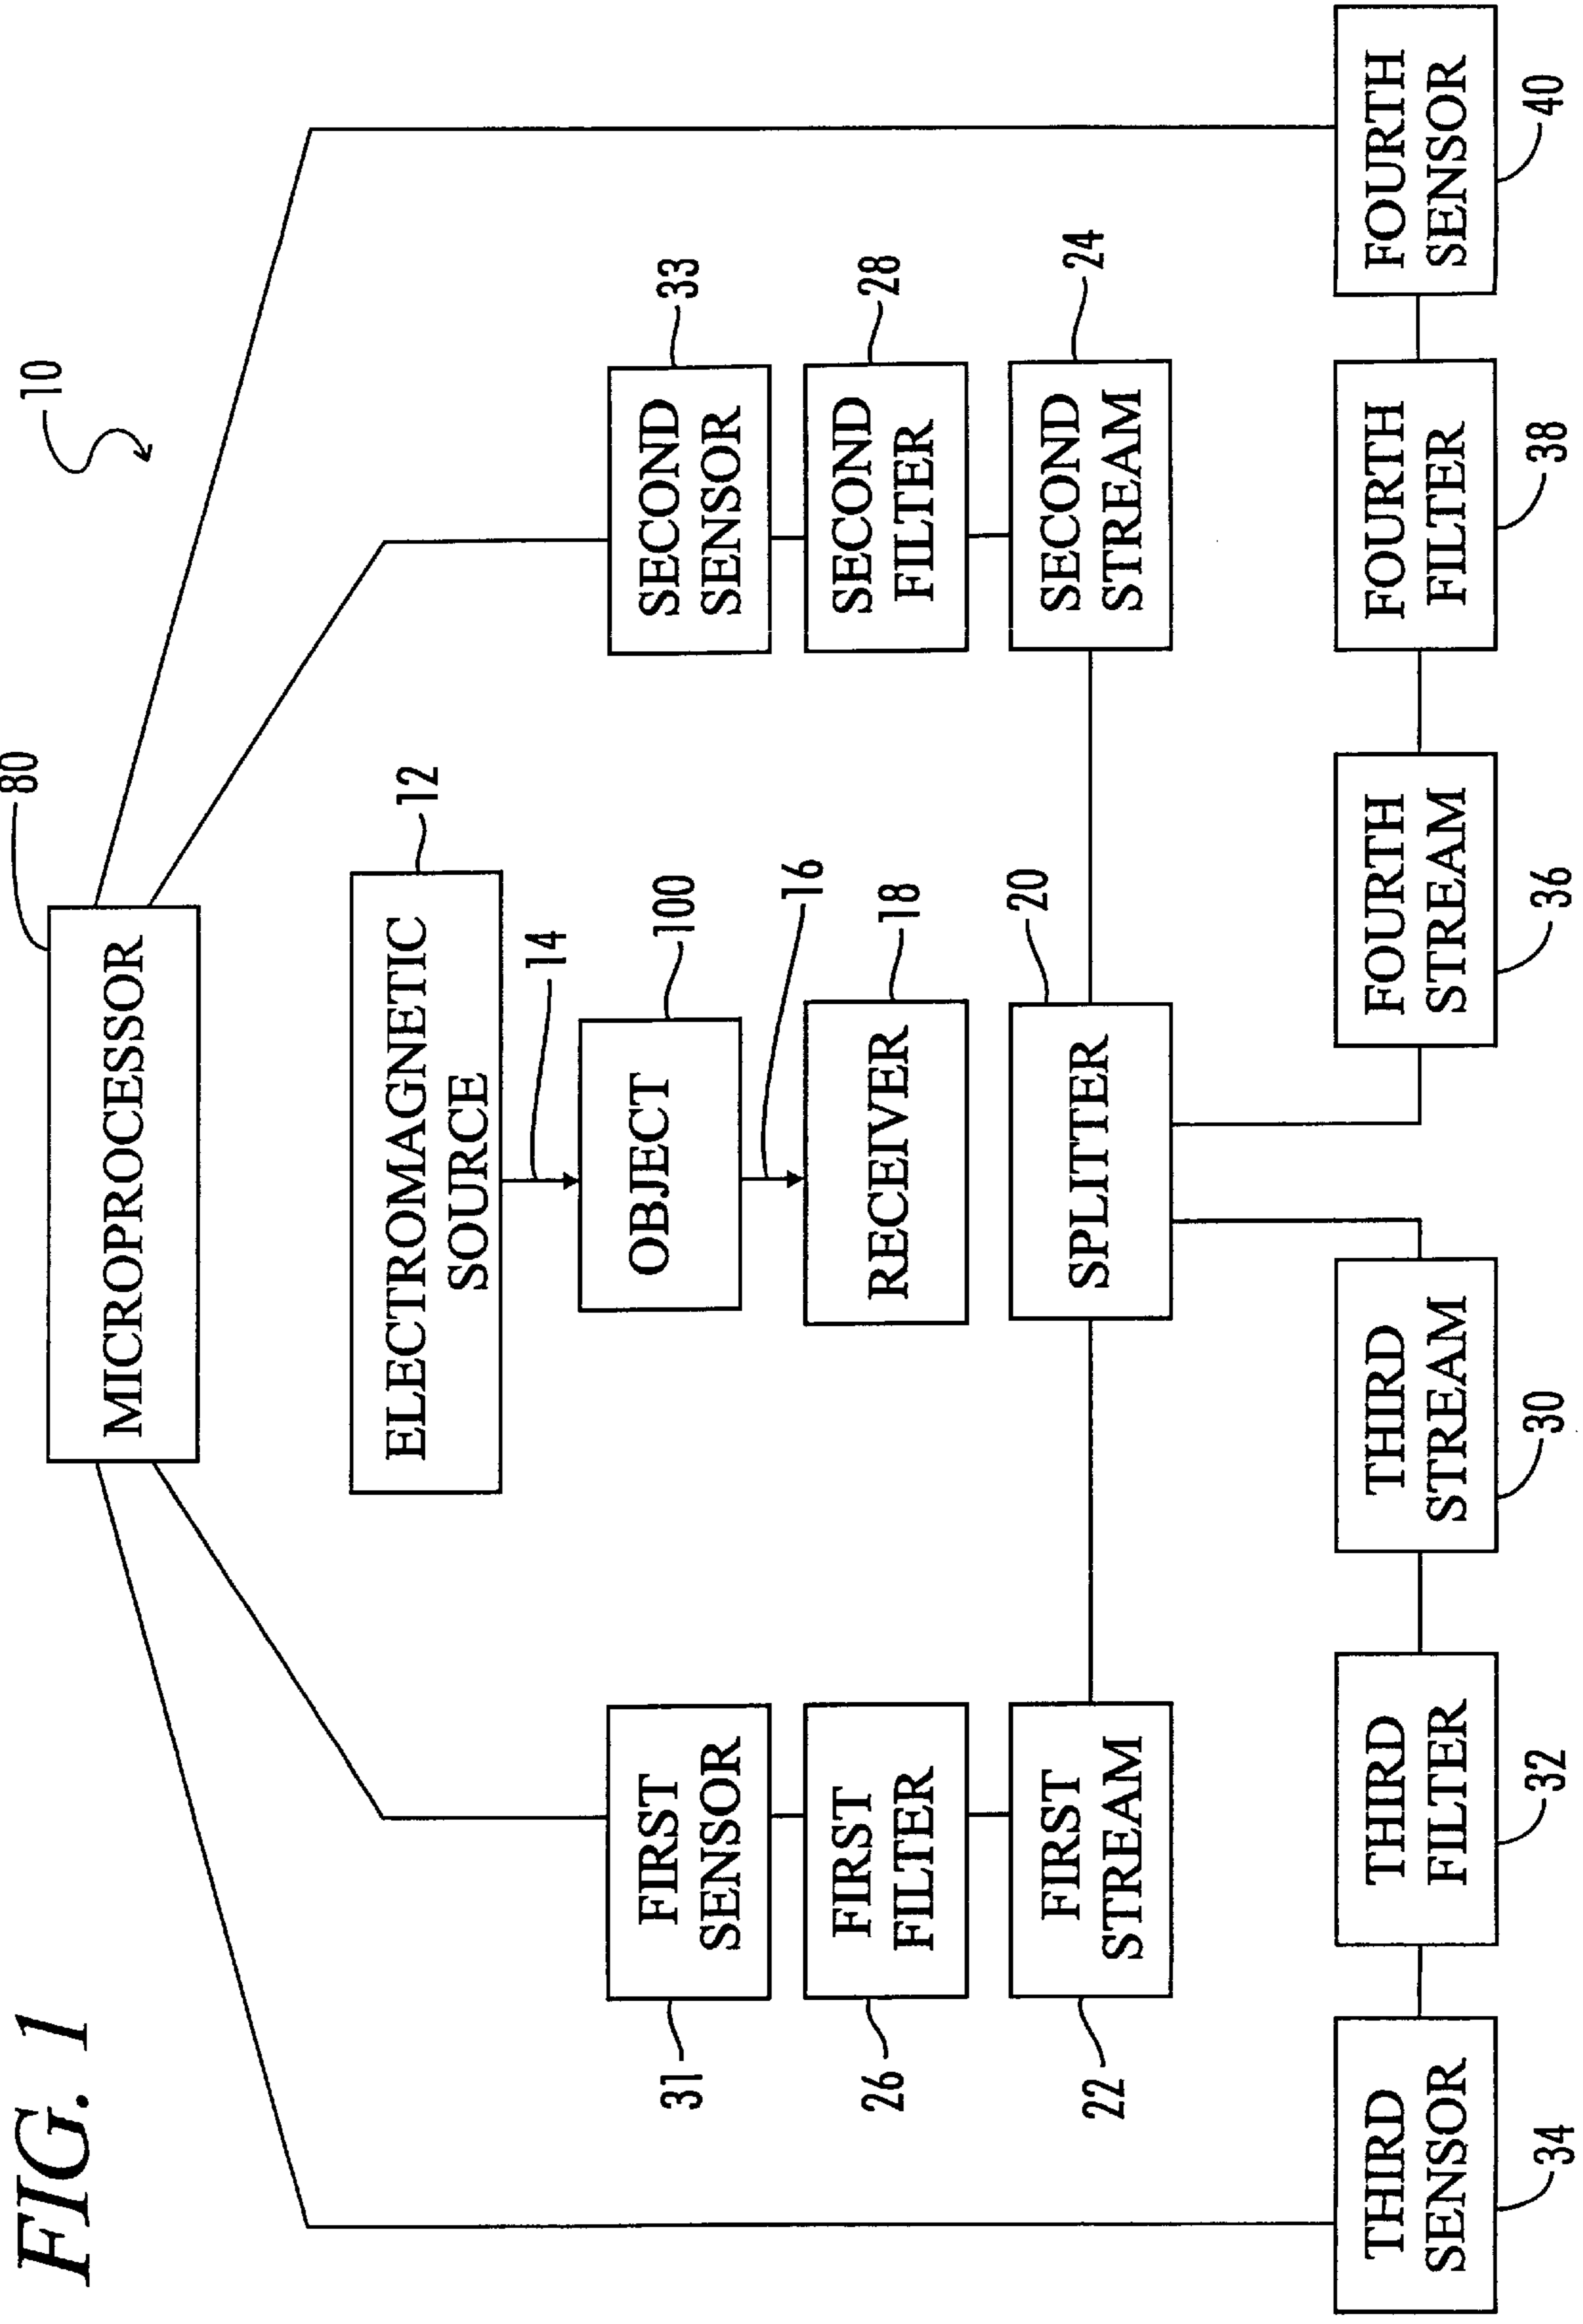 FIG. 1
10
80
MICROPROCESSOR
ELECTROMAGNETIC
SOURCE
12
14
OBJECT
100
16
RECEIVER
18
FIRST
SENSOR
31
FIRST
FILTER
26
FIRST
STREAM
22
SECOND
SENSOR
33
SECOND
FILTER
28
SECOND
STREAM
24
SPLITTER
20
THIRD
SENSOR
34
THIRD
FILTER
32
THIRD
STREAM
30
FOURTH
STREAM
36
FOURTH
FILTER
38
FOURTH
SENSOR
40